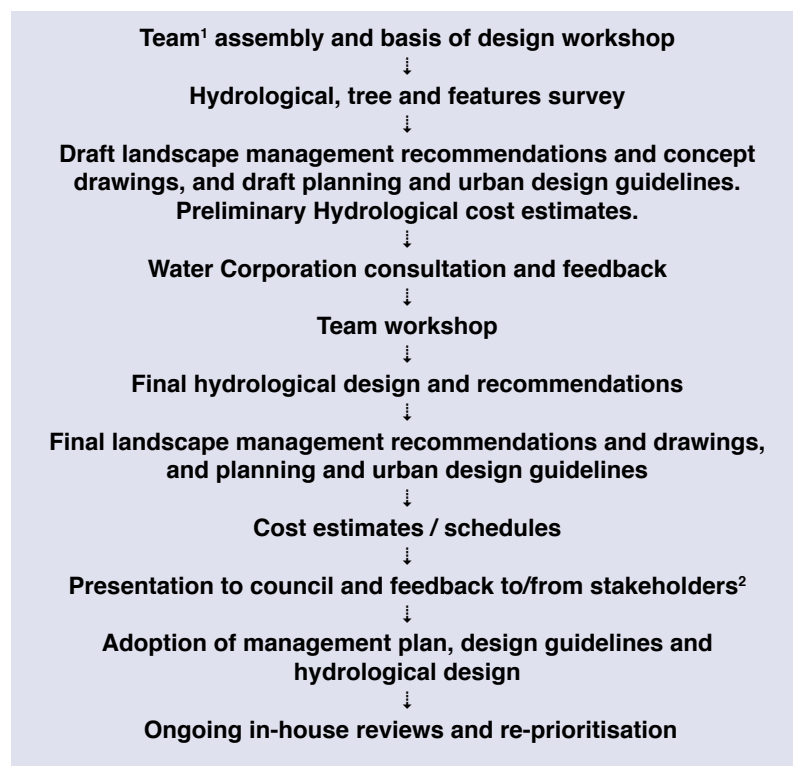 Team¹ assembly and basis of design workshop
⇣
Hydrological, tree and features survey
⇣
Draft landscape management recommendations and concept
drawings, and draft planning and urban design guidelines.
Preliminary Hydrological cost estimates.
⇣
Water Corporation consultation and feedback
⇣
Team workshop
⇣
Final hydrological design and recommendations
⇣
Final landscape management recommendations and drawings,
and planning and urban design guidelines
⇣
Cost estimates / schedules
⇣
Presentation to council and feedback to/from stakeholders²
⇣
Adoption of management plan, design guidelines and
hydrological design
⇣
Ongoing in-house reviews and re-prioritisation